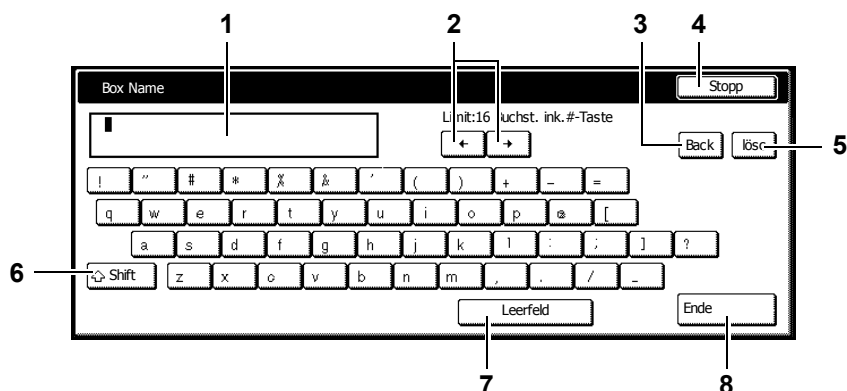 1 2 3 4
Box Name Stopp
Limit:16 Buchst. ink.#-Taste
← → Back lösc 5
! " # * % & ' ( ) + - =
q w e r t y u i o p @ [
a s d f g h j k l : ; ] ?
6 Shift z x c v b n m , . / _
Leerfeld Ende
7 8